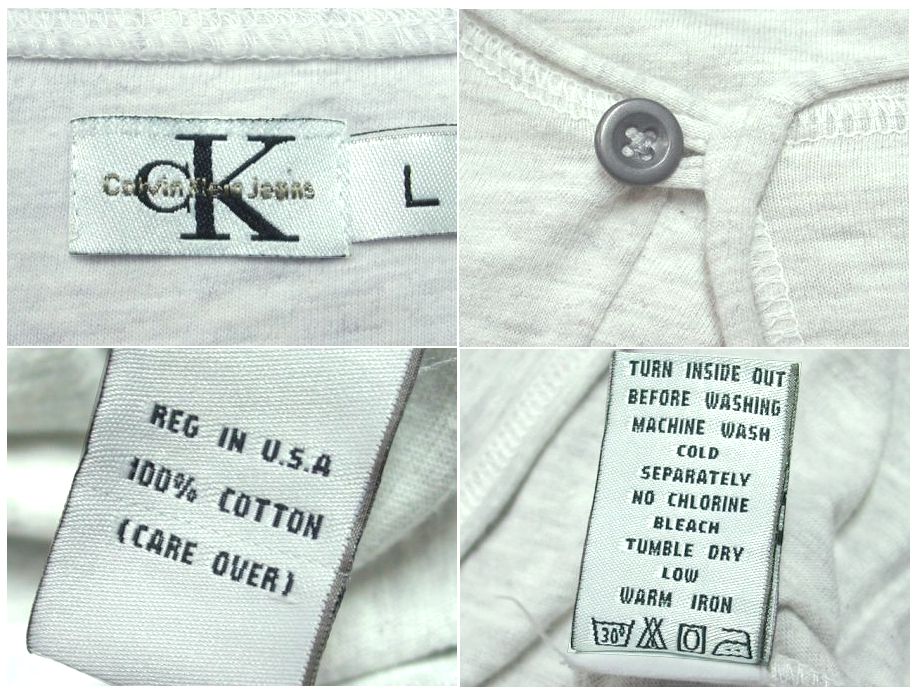 CK
Calvin Klein Jeans
L
REG IN U.S.A
100% COTTON
(CARE OVER)
TURN INSIDE OUT
BEFORE WASHING
MACHINE WASH
COLD
SEPARATELY
NO CHLORINE
BLEACH
TUMBLE DRY
LOW
WARM IRON
30°